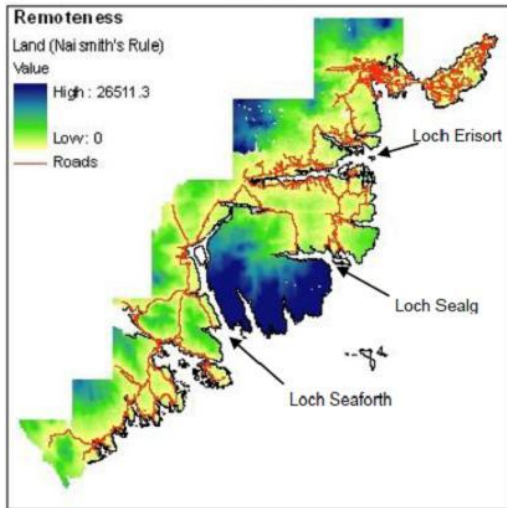 Remoteness
Land (Naismith's Rule)
Value
High : 26511.3
Low: 0
Roads
Loch Erisort
Loch Sealg
Loch Seaforth